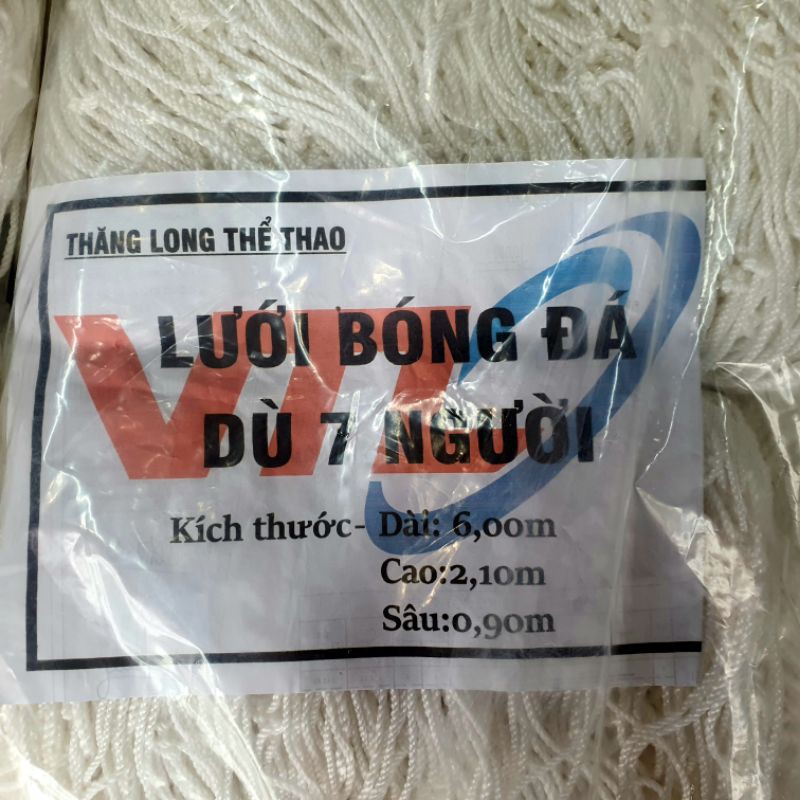 THĂNG LONG THỂ THAO
VTL
LƯỚI BÓNG ĐÁ
DÙ 7 NGƯỜI
Kích thước- Dài: 6,00m
Cao:2,10m
Sâu:0,90m